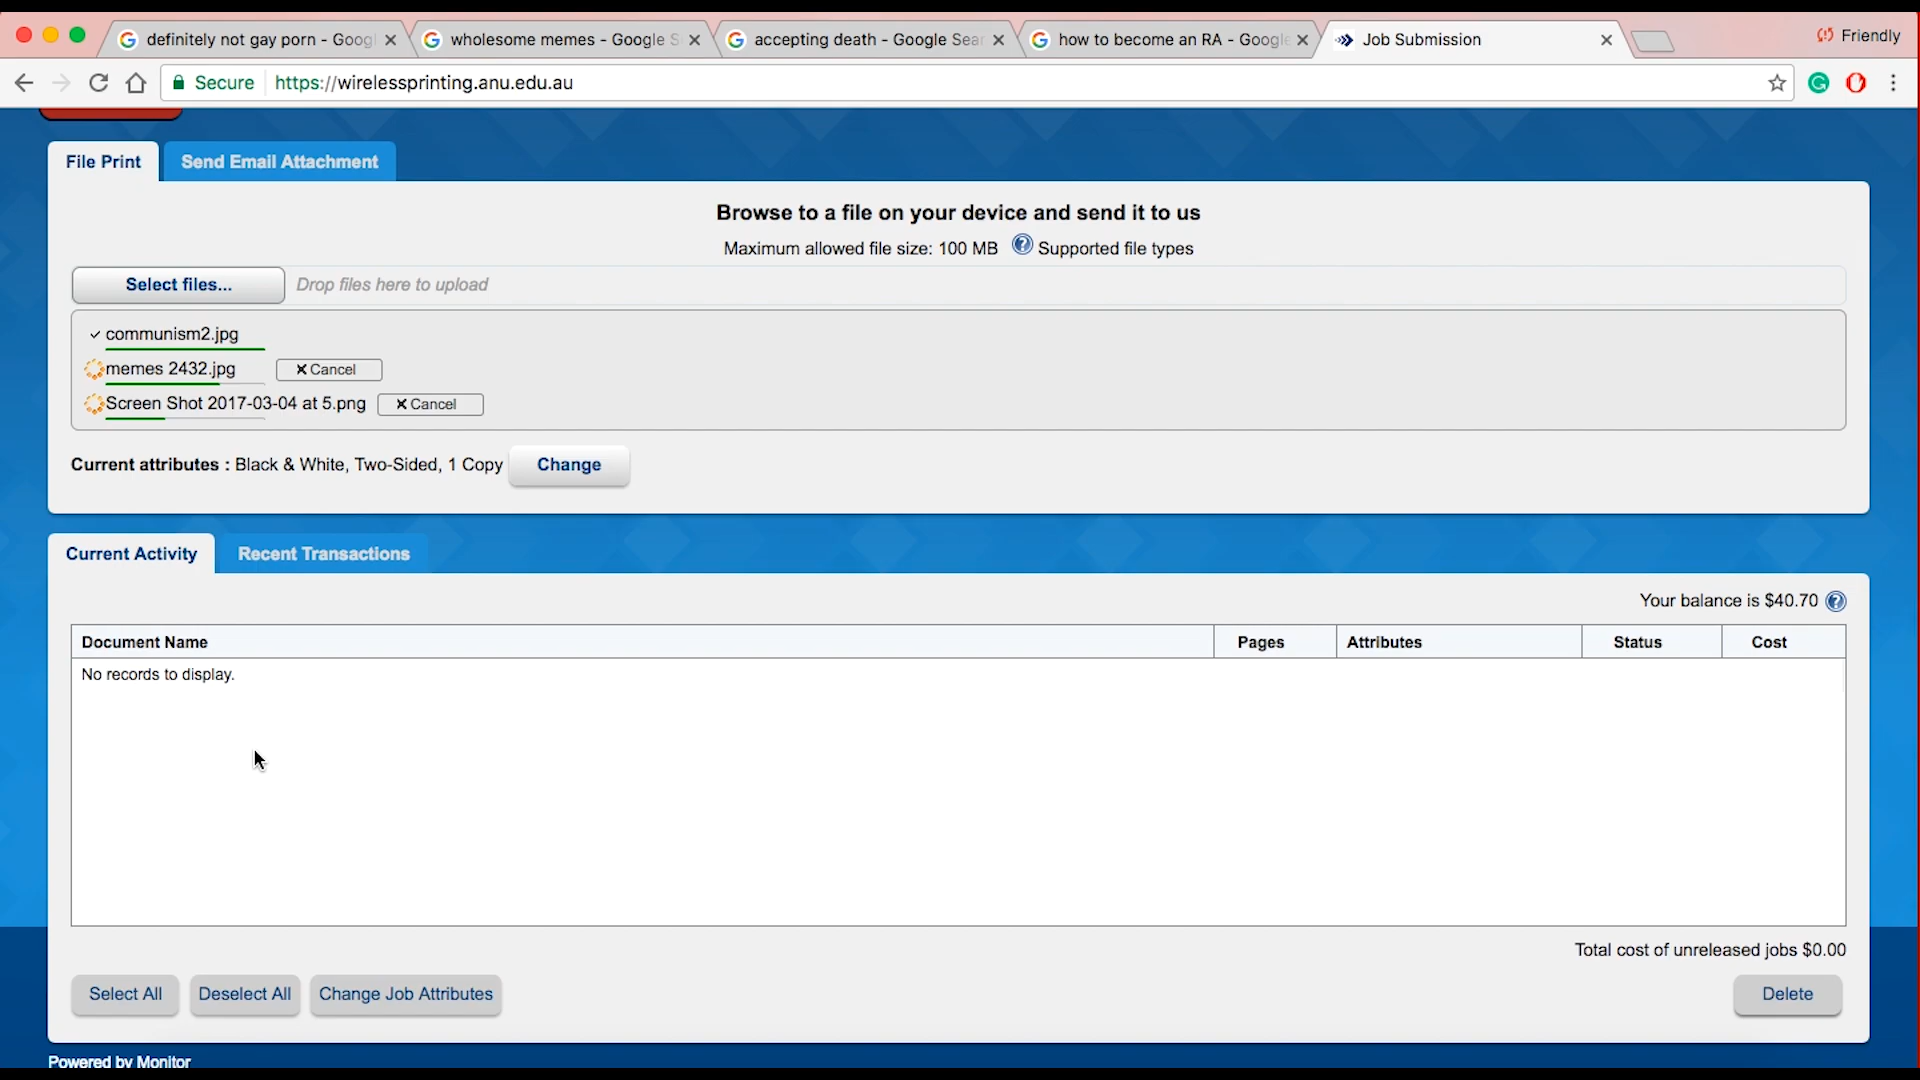 definitely not gay porn - Goog
wholesome memes - Google S
accepting death - Google Sear
how to become an RA - Google
Job Submission
Friendly
Secure
https://wirelessprinting.anu.edu.au
File Print
Send Email Attachment
Browse to a file on your device and send it to us
Maximum allowed file size: 100 MB Supported file types
Select files...
Drop files here to upload
communism2.jpg
memes 2432.jpg Cancel
Screen Shot 2017-03-04 at 5.png Cancel
Current attributes : Black & White, Two-Sided, 1 Copy Change
Current Activity
Recent Transactions
Your balance is $40.70
Document Name Pages Attributes Status Cost
No records to display.
Total cost of unreleased jobs $0.00
Select All
Deselect All
Change Job Attributes
Delete
Powered by Monitor